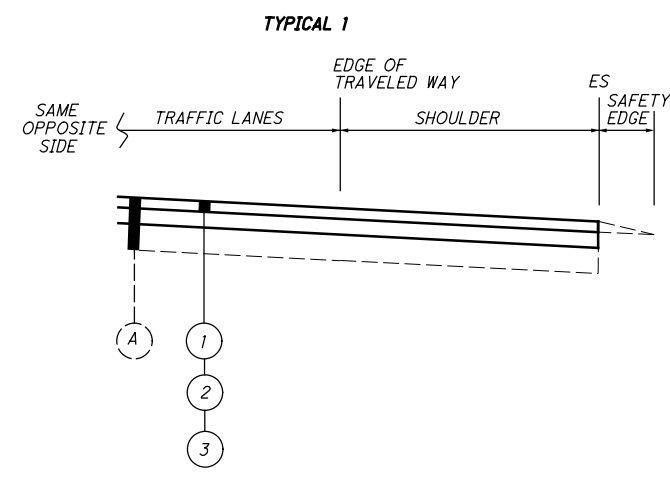 TYPICAL 1
EDGE OF
TRAVELED WAY
ES
SAFETY
EDGE
SAME
OPPOSITE
SIDE
TRAFFIC LANES
SHOULDER
A
1
2
3